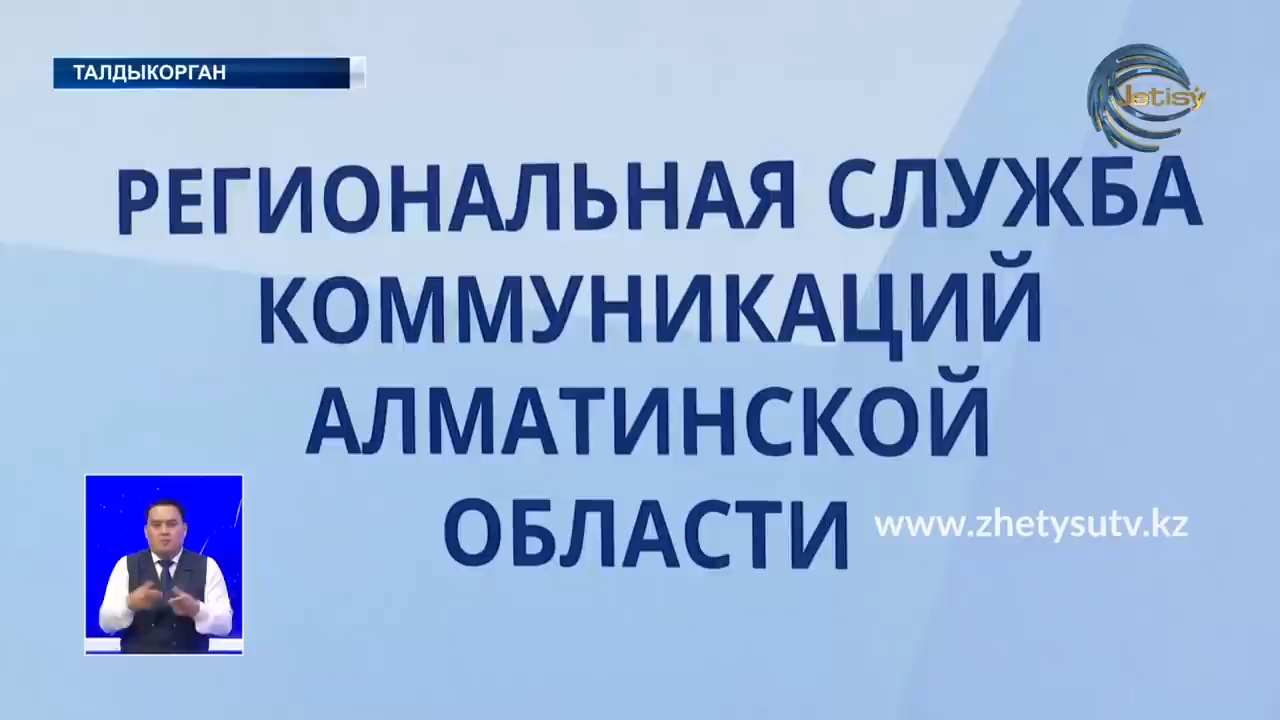 ТАЛДЫКОРГАН
Jetisý
РЕГИОНАЛЬНАЯ СЛУЖБА
КОММУНИКАЦИЙ
АЛМАТИНСКОЙ
ОБЛАСТИ
www.zhetysutv.kz